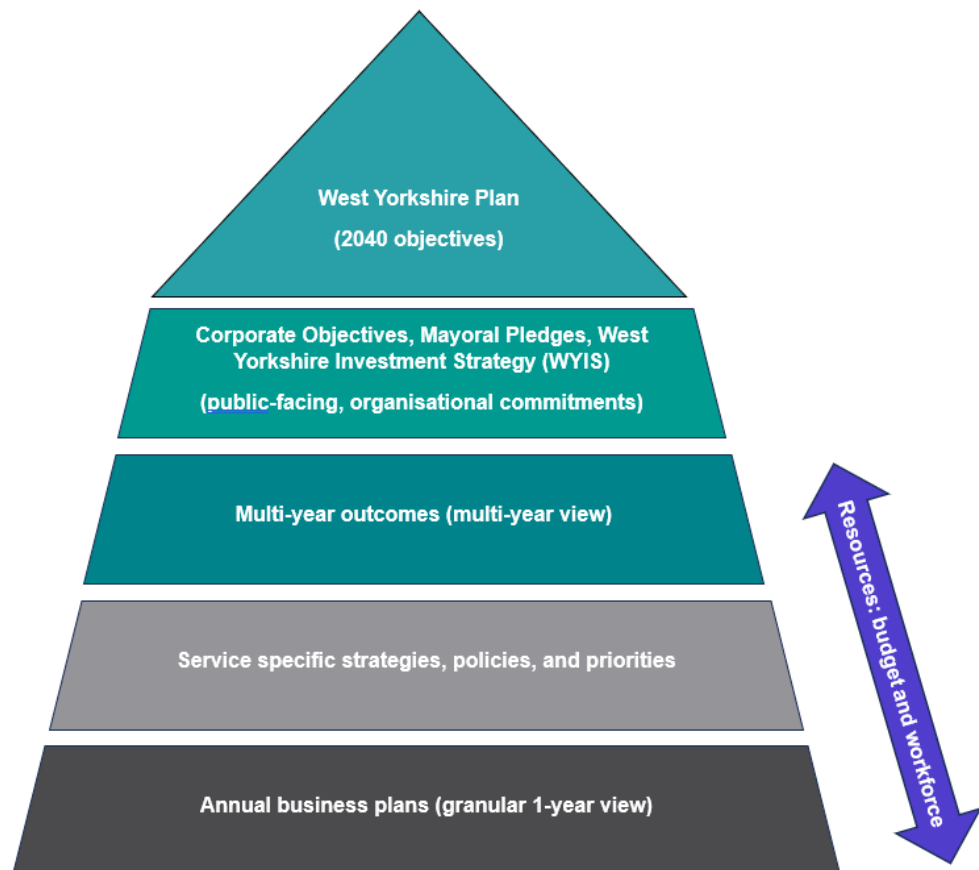 West Yorkshire Plan
(2040 objectives)
Corporate Objectives, Mayoral Pledges, West
Yorkshire Investment Strategy (WYIS)
(public-facing, organisational commitments)
Multi-year outcomes (multi-year view)
Service specific strategies, policies, and priorities
Annual business plans (granular 1-year view)
Resources: budget and workforce